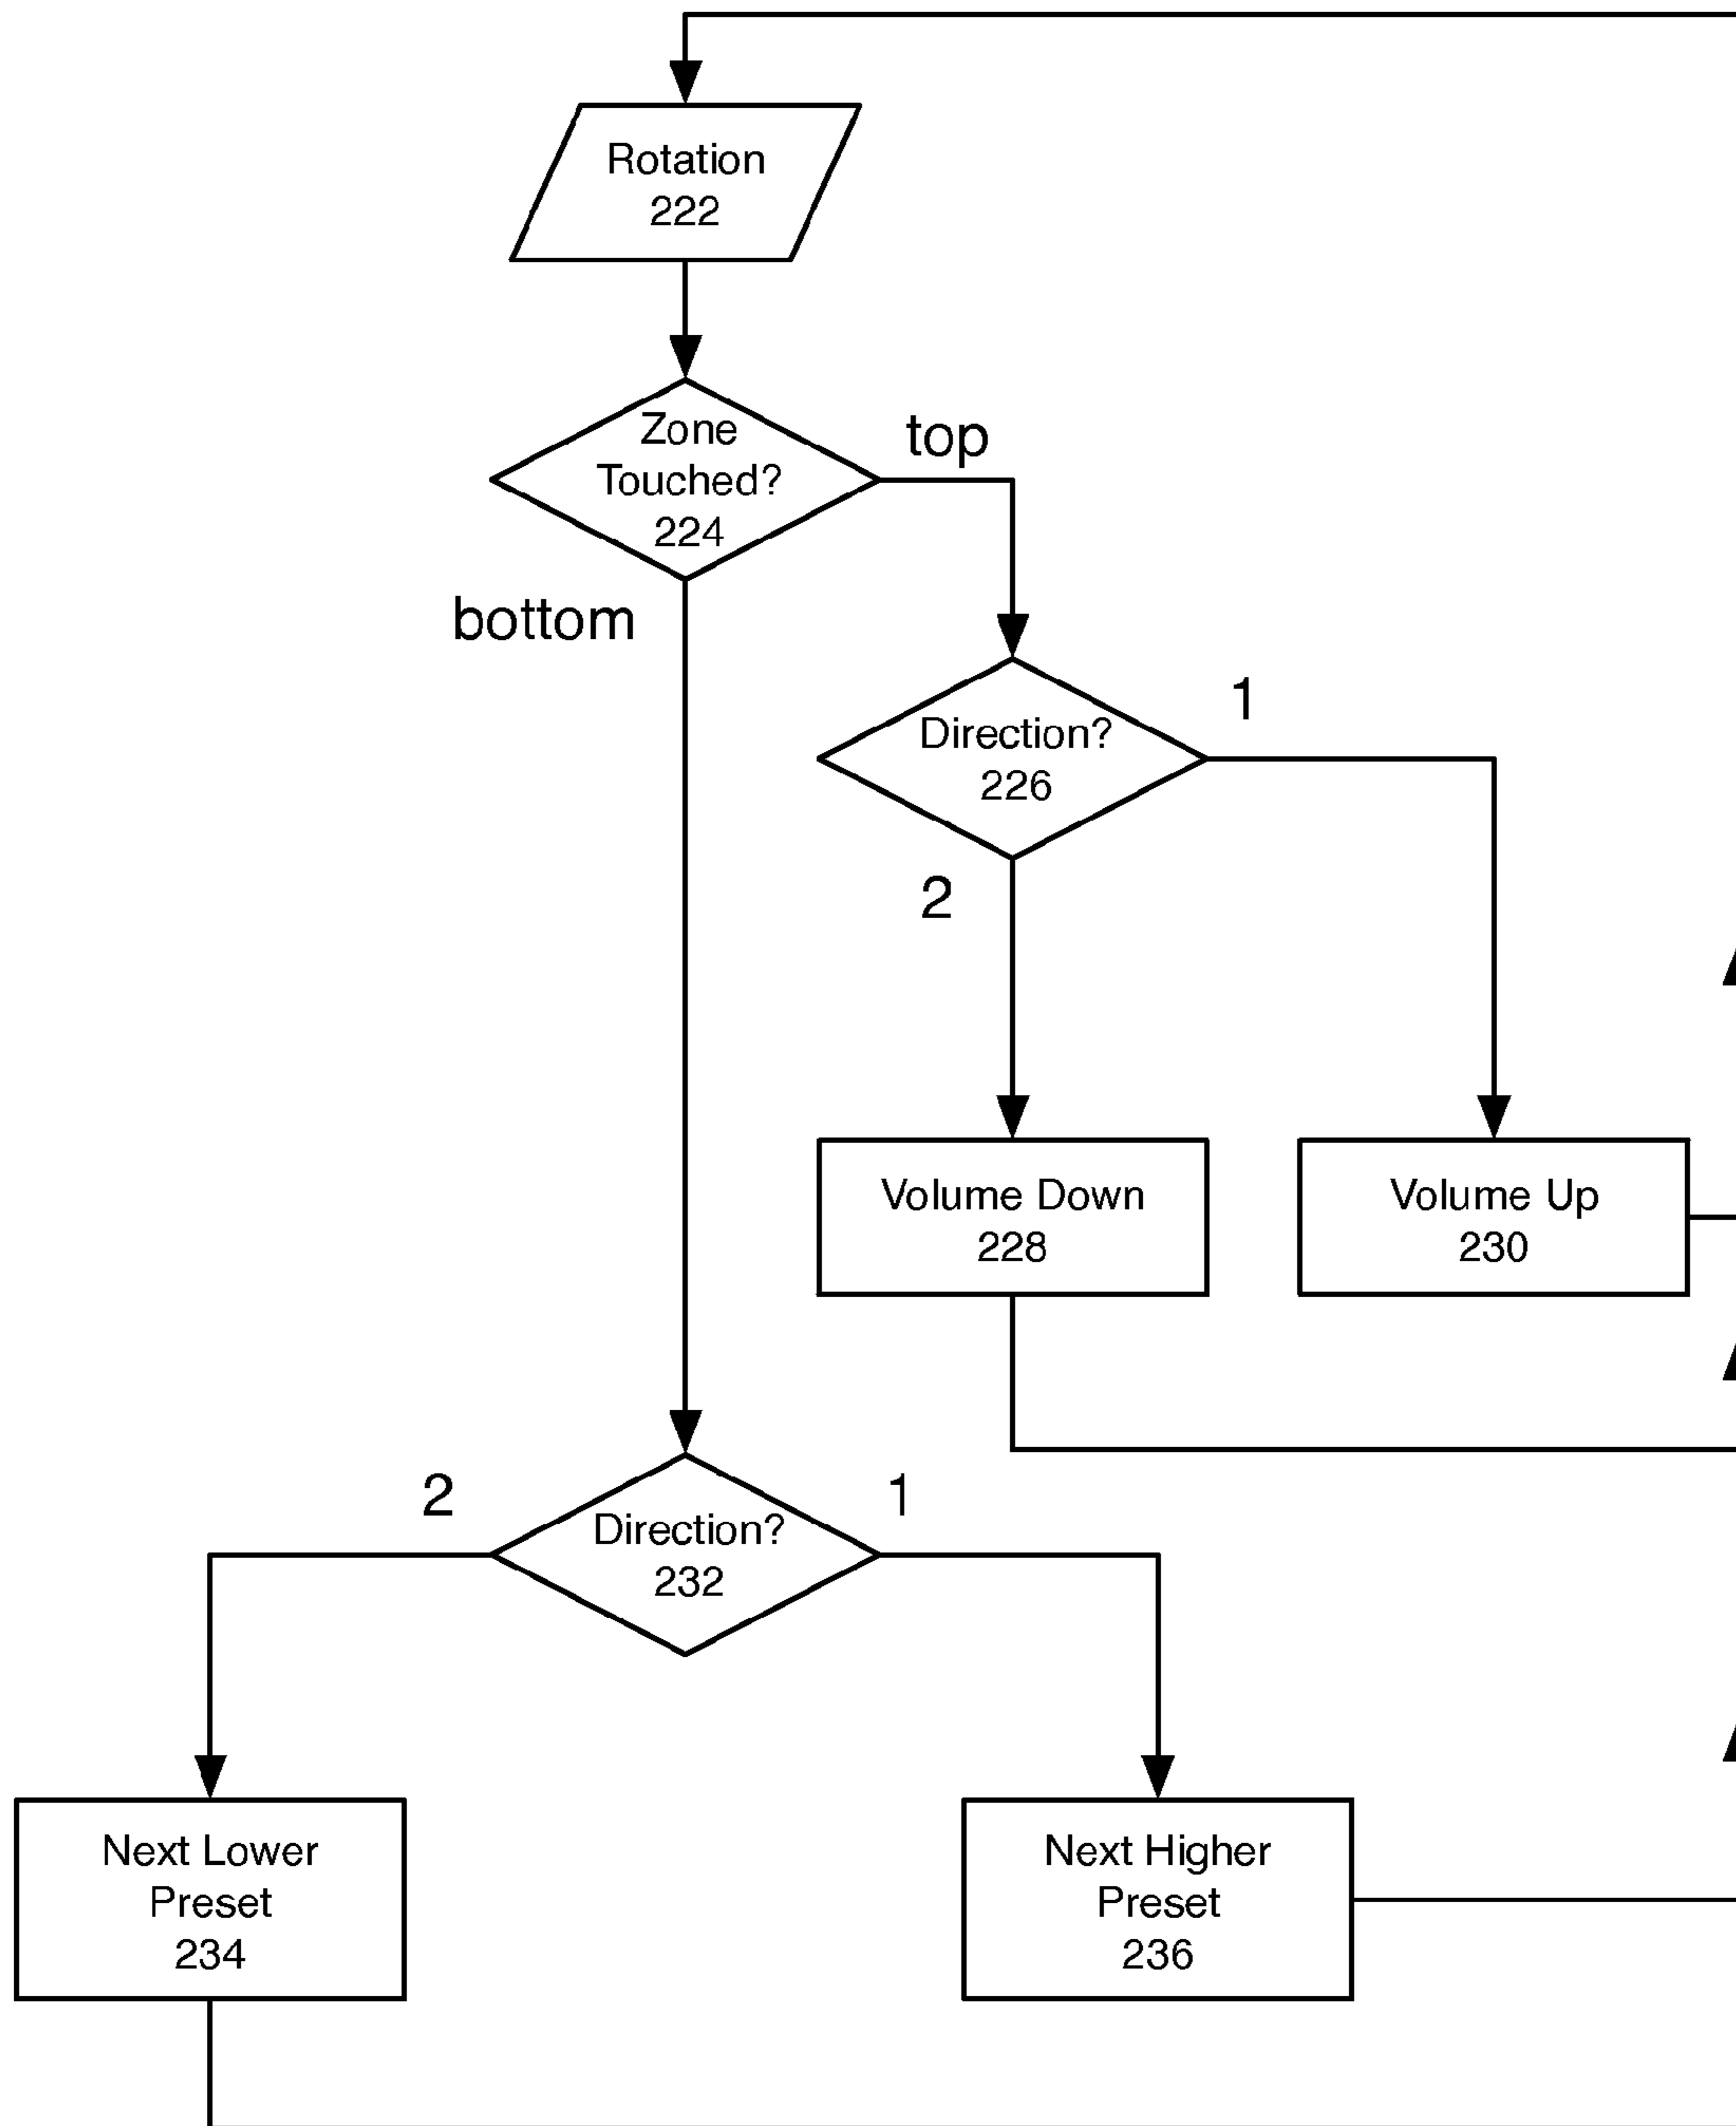 Rotation
222
Zone
Touched?
224
top
bottom
Direction?
226
1
2
Volume Down
228
Volume Up
230
Direction?
232
2
1
Next Lower
Preset
234
Next Higher
Preset
236